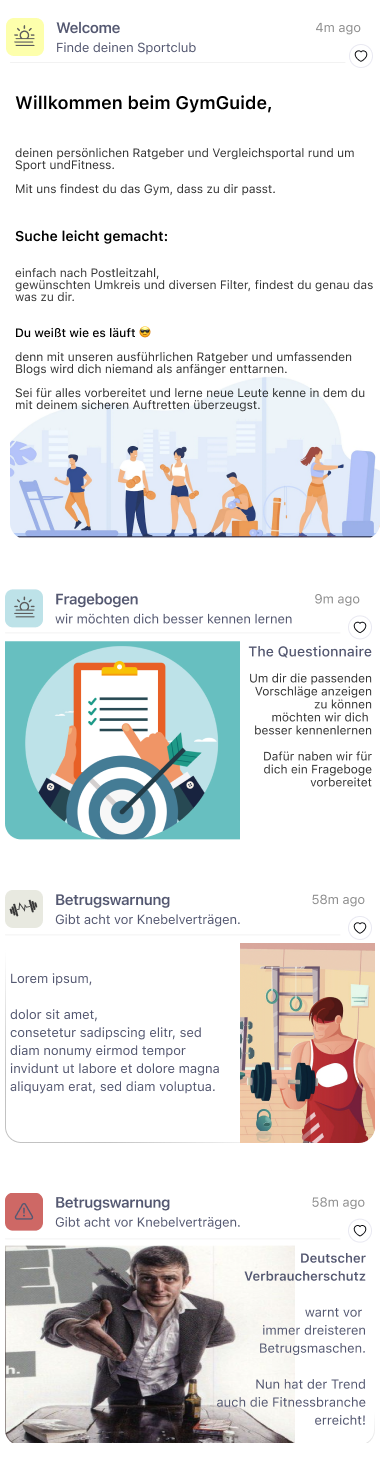 Welcome
4m ago
Finde deinen Sportclub
Willkommen beim GymGuide,
deinen persönlichen Ratgeber und Vergleichsportal rund um
Sport undFitness.
Mit uns findest du das Gym, dass zu dir passt.
Suche leicht gemacht:
einfach nach Postleitzahl,
gewünschten Umkreis und diversen Filter, findest du genau das
was zu dir.
Du weißt wie es läuft 😎
denn mit unseren ausführlichen Ratgeber und umfassenden
Blogs wird dich niemand als anfänger enttarnen.
Sei für alles vorbereitet und lerne neue Leute kenne in dem du
mit deinem sicheren Auftretten überzeugst.
Fragebogen
9m ago
wir möchten dich besser kennen lernen
The Questionnaire
Um dir die passenden
Vorschläge anzeigen
zu können
möchten wir dich
besser kennenlernen
Dafür naben wir für
dich ein Frageboge
vorbereitet
Betrugswarnung
58m ago
Gibt acht vor Knebelverträgen.
Lorem ipsum,
dolor sit amet,
consetetur sadipscing elitr, sed
diam nonumy eirmod tempor
invidunt ut labore et dolore magna
aliquyam erat, sed diam voluptua.
Betrugswarnung
58m ago
Gibt acht vor Knebelverträgen.
Deutscher
Verbraucherschutz
warnt vor
immer dreisteren
Betrugsmaschen.
Nun hat der Trend
auch die Fitnessbranche
erreicht!
h.